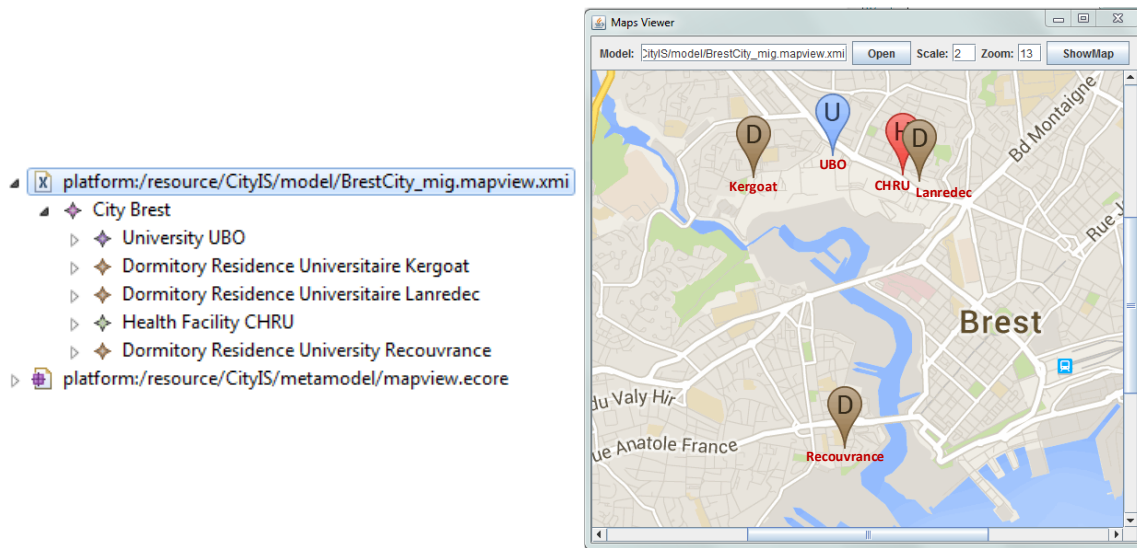 platform:/resource/CityIS/model/BrestCity_mig.mapview.xmi
City Brest
University UBO
Dormitory Residence Universitaire Kergoat
Dormitory Residence Universitaire Lanredec
Health Facility CHRU
Dormitory Residence University Recouvrance
platform:/resource/CityIS/metamodel/mapview.ecore
Maps Viewer
Model: CityIS/model/BrestCity_mig.mapview.xmi Open Scale: 2 Zoom: 13 ShowMap
D U H D
Kergoat UBO CHRU Lanredec
Bd Montaigne
Rue J
Brest
du Valy Hir
D
ue Anatole France
Recouvrance